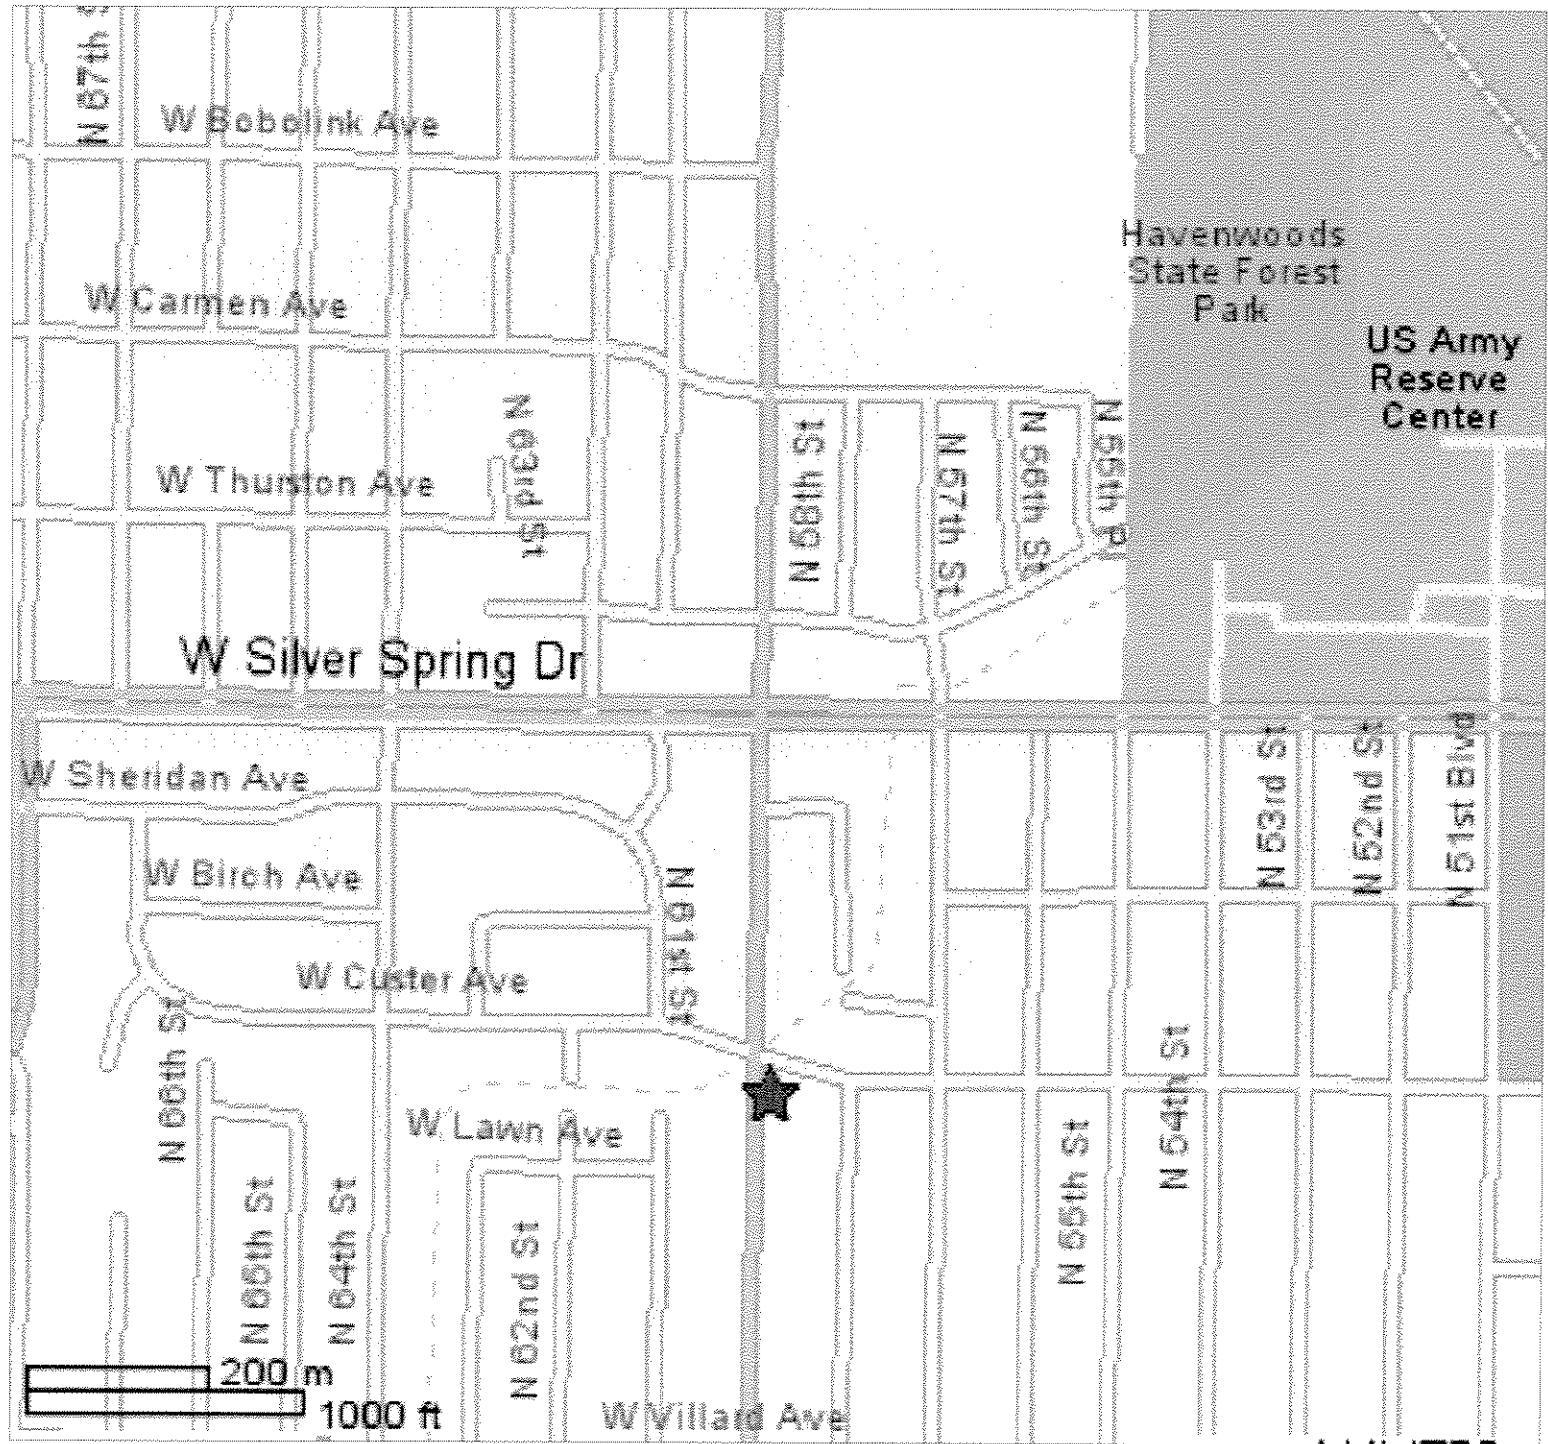 N 67th S
W Bobolink Ave
Havenwoods
State Forest
Park
W Carmen Ave
US Army
Reserve
Center
N 63rd St
N 58th St
N 57th St
N 56th St
N 55th Pl
W Thurston Ave
W Silver Spring Dr
W Sheridan Ave
N 53rd St
N 52nd St
N 51st Blvd
W Birch Ave
N 61st St
W Custer Ave
N 66th St
N 54th St
W Lawn Ave
N 55th St
N 65th St
N 64th St
N 62nd St
200 m
1000 ft
W Villard Ave